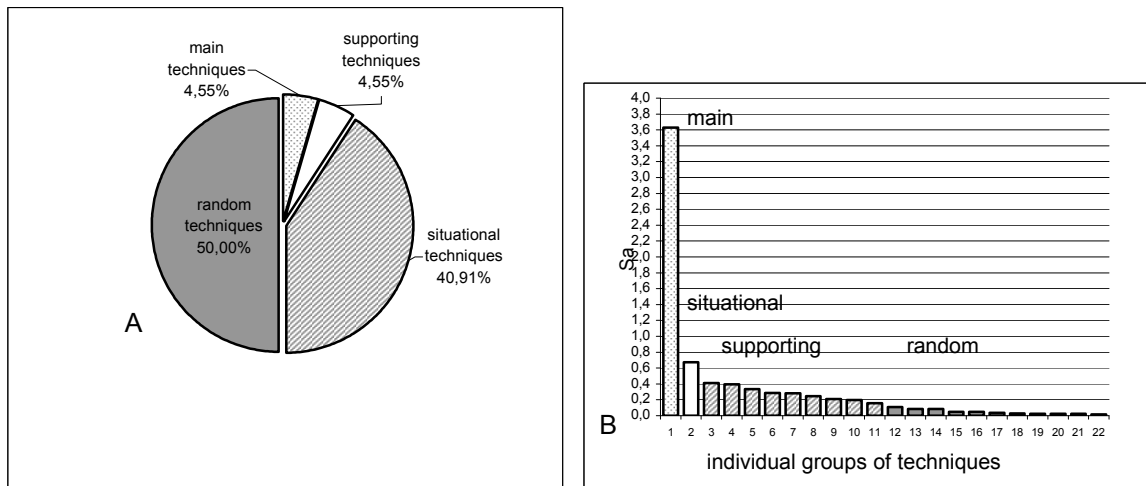 main
techniques
4,55%
supporting
techniques
4,55%
random
techniques
50,00%
situational
techniques
40,91%
A
4,0
3,8
3,6
3,4
3,2
3,0
2,8
2,6
2,4
2,2
2,0
1,8
1,6
1,4
1,2
1,0
0,8
0,6
0,4
0,2
0,0
Sa
main
situational
supporting random
B
1 2 3 4 5 6 7 8 9 10 11 12 13 14 15 16 17 18 19 20 21 22
individual groups of techniques